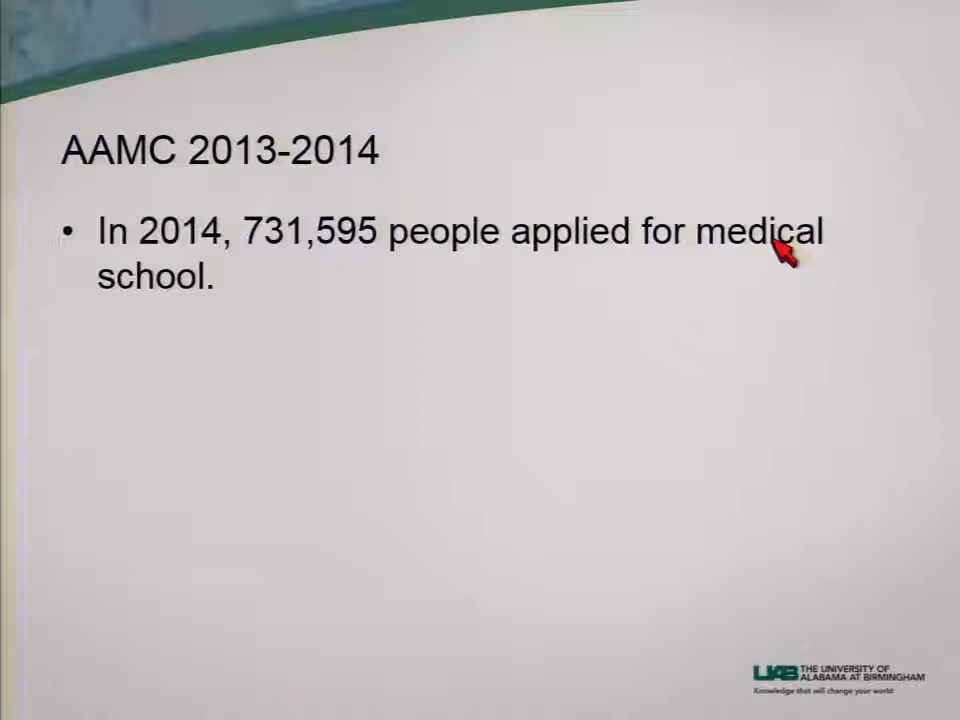 AAMC 2013-2014
• In 2014, 731,595 people applied for medical
school.
UAB THE UNIVERSITY OF
ALABAMA AT BIRMINGHAM
Knowledge that will change your world